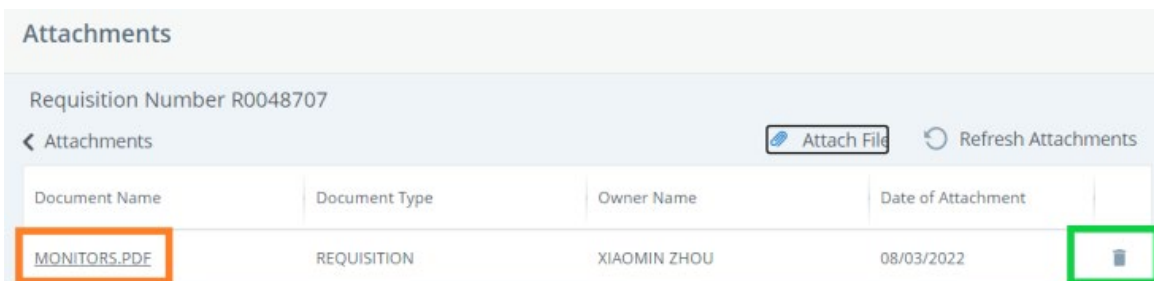 Attachments
Requisition Number R0048707
Attachments Attach File Refresh Attachments
Document Name Document Type Owner Name Date of Attachment
MONITORS.PDF REQUISITION XIAOMIN ZHOU 08/03/2022